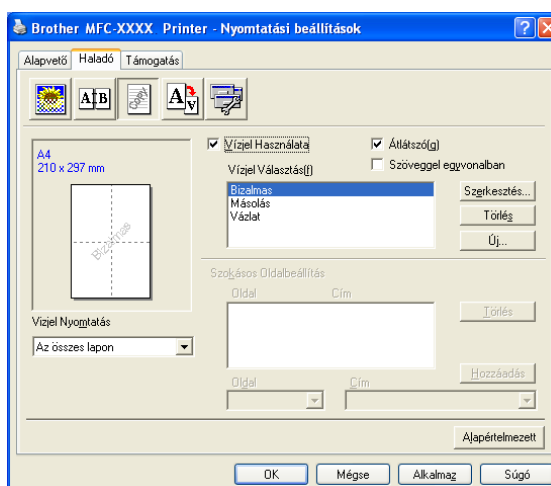 Brother MFC-XXXX Printer - Nyomtatási beállítások
Alapvető Haladó Támogatás
A4
210 x 297 mm
Bizalmas
Vizjel Nyomtatás
Az összes lapon
Vízjel Használata
Átlátszó(g)
Szöveggel egyvonalban
Vízjel Választás(f)
Bizalmas
Másolás
Vázlat
Szerkesztés...
Törlés
Új...
Szokásos Oldalbeállítás
Oldal Cím
Törlés
Hozzáadás
Oldal Cím
Alapértelmezett
OK Mégse Alkalmaz Súgó